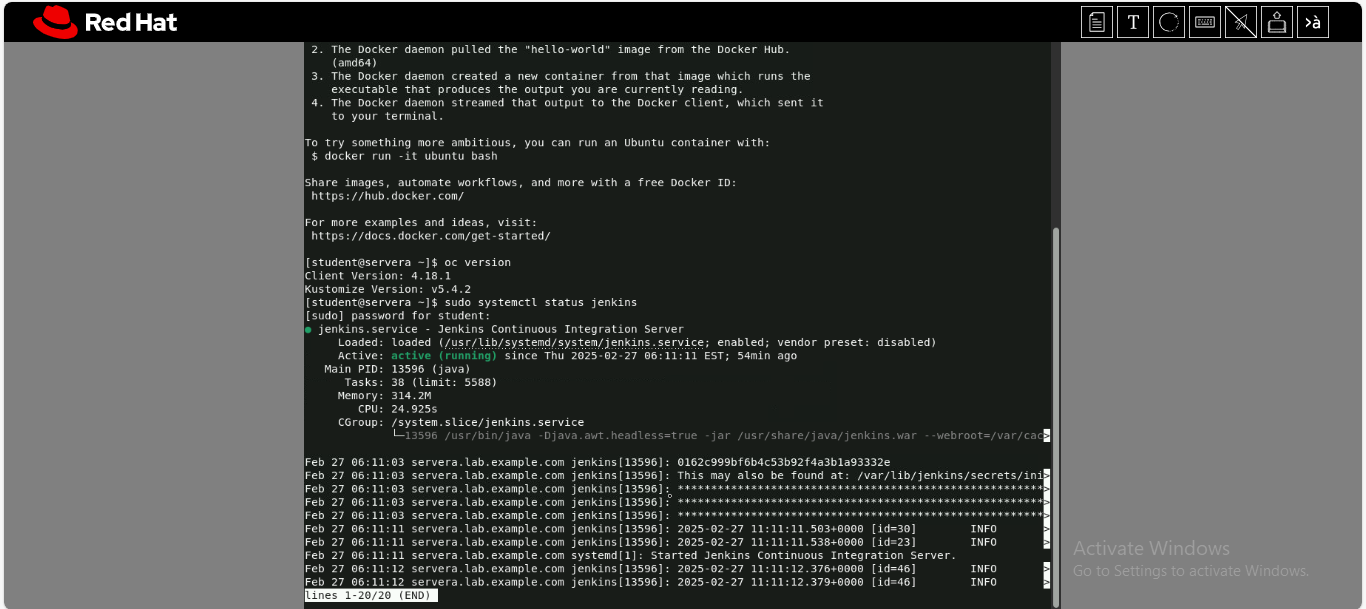 Red Hat
T
>à
2. The Docker daemon pulled the "hello-world" image from the Docker Hub.
(amd64)
3. The Docker daemon created a new container from that image which runs the
executable that produces the output you are currently reading.
4. The Docker daemon streamed that output to the Docker client, which sent it
to your terminal.
To try something more ambitious, you can run an Ubuntu container with:
$ docker run -it ubuntu bash
Share images, automate workflows, and more with a free Docker ID:
https://hub.docker.com/
For more examples and ideas, visit:
https://docs.docker.com/get-started/
[student@servera ~]$ oc version
Client Version: 4.18.1
Kustomize Version: v5.4.2
[student@servera ~]$ sudo systemctl status jenkins
[sudo] password for student:
● jenkins.service - Jenkins Continuous Integration Server
Loaded: loaded (/usr/lib/systemd/system/jenkins.service; enabled; vendor preset: disabled)
Active: active (running) since Thu 2025-02-27 06:11:11 EST; 54min ago
Main PID: 13596 (java)
Tasks: 38 (limit: 5588)
Memory: 314.2M
CPU: 24.925s
CGroup: /system.slice/jenkins.service
└─13596 /usr/bin/java -Djava.awt.headless=true -jar /usr/share/java/jenkins.war --webroot=/var/cac>
Feb 27 06:11:03 servera.lab.example.com jenkins[13596]: 0162c999bf6b4c53b92f4a3b1a93332e
Feb 27 06:11:03 servera.lab.example.com jenkins[13596]: This may also be found at: /var/lib/jenkins/secrets/ini>
Feb 27 06:11:03 servera.lab.example.com jenkins[13596]: *******************************************************>
Feb 27 06:11:03 servera.lab.example.com jenkins[13596]: *******************************************************>
Feb 27 06:11:03 servera.lab.example.com jenkins[13596]: *******************************************************>
Feb 27 06:11:11 servera.lab.example.com jenkins[13596]: 2025-02-27 11:11:11.503+0000 [id=30] INFO >
Feb 27 06:11:11 servera.lab.example.com jenkins[13596]: 2025-02-27 11:11:11.538+0000 [id=23] INFO >
Feb 27 06:11:11 servera.lab.example.com systemd[1]: Started Jenkins Continuous Integration Server.
Feb 27 06:11:12 servera.lab.example.com jenkins[13596]: 2025-02-27 11:11:12.376+0000 [id=46] INFO >
Feb 27 06:11:12 servera.lab.example.com jenkins[13596]: 2025-02-27 11:11:12.379+0000 [id=46] INFO >
lines 1-20/20 (END)
Activate Windows
Go to Settings to activate Windows.